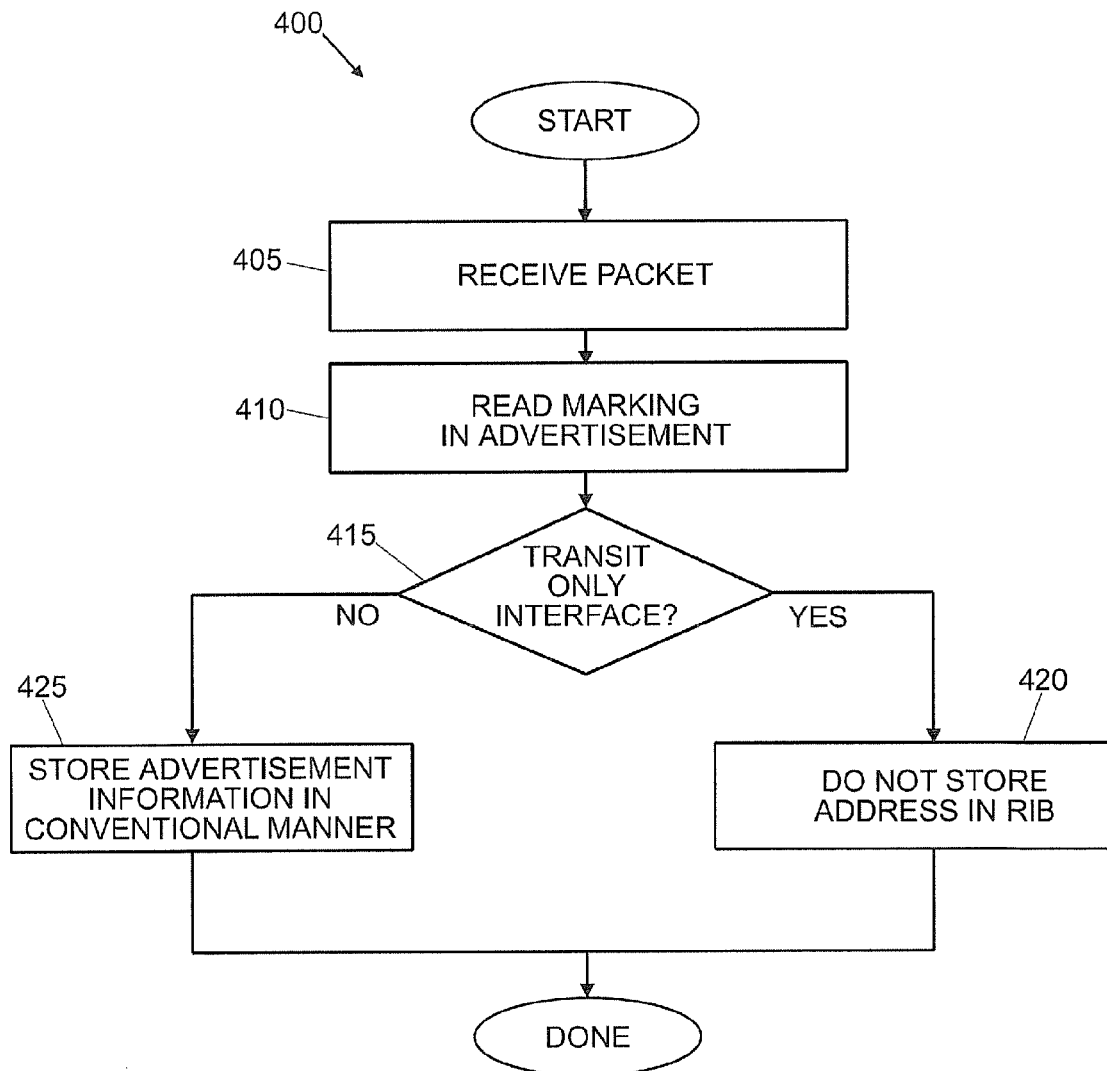 400
START
405
RECEIVE PACKET
410
READ MARKING
IN ADVERTISEMENT
415
TRANSIT
ONLY
INTERFACE?
NO
YES
425
STORE ADVERTISEMENT
INFORMATION IN
CONVENTIONAL MANNER
420
DO NOT STORE
ADDRESS IN RIB
DONE